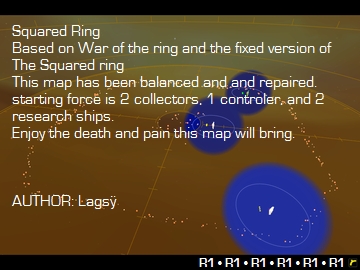 Squared Ring
Based on War of the ring and the fixed version of
The Squared ring
This map has been balanced and and repaired.
starting force is 2 collectors, 1 controler, and 2
research ships.
Enjoy the death and pain this map will bring.
AUTHOR: Lagsÿ
R1 • R1 • R1 • R1 • R1 • R1 r